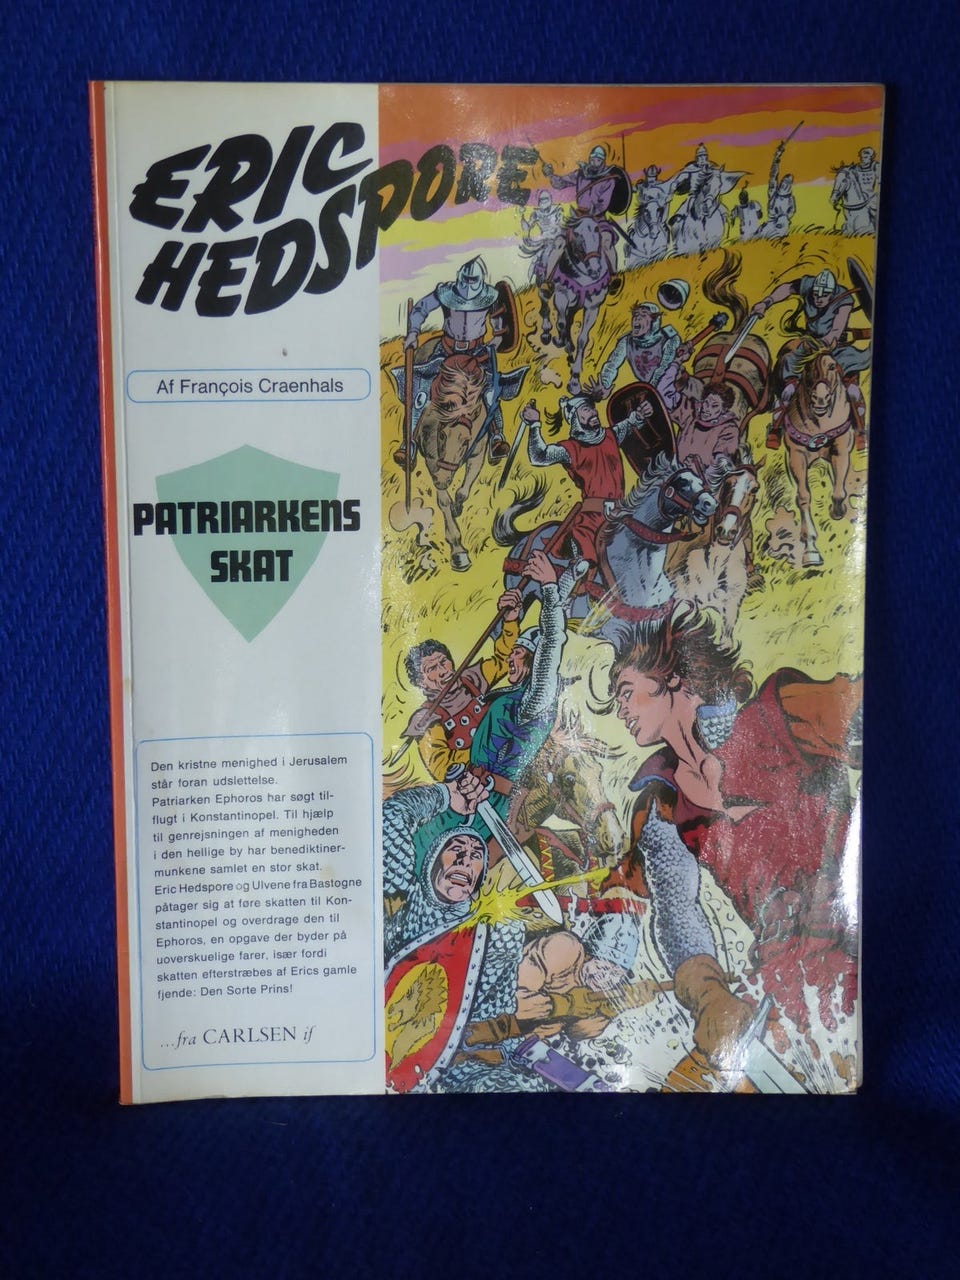 ERIC
HEDSPORE
Af François Craenhals
PATRIARKENS
SKAT
Den kristne menighed i Jerusalem
står foran udslettelse.
Patriarken Ephoros har søgt til-
flugt i Konstantinopel. Til hjælp
til genrejsningen af menigheden
i den hellige by har benediktiner-
munkene samlet en stor skat.
Eric Hedspore og Ulvene fra Bastogne
påtager sig at føre skatten til Kon-
stantinopel og overdrage den til
Ephoros, en opgave der byder på
uoverskuelige farer, især fordi
skatten efterstræbes af Erics gamle
fjende: Den Sorte Prins!
...fra CARLSEN if